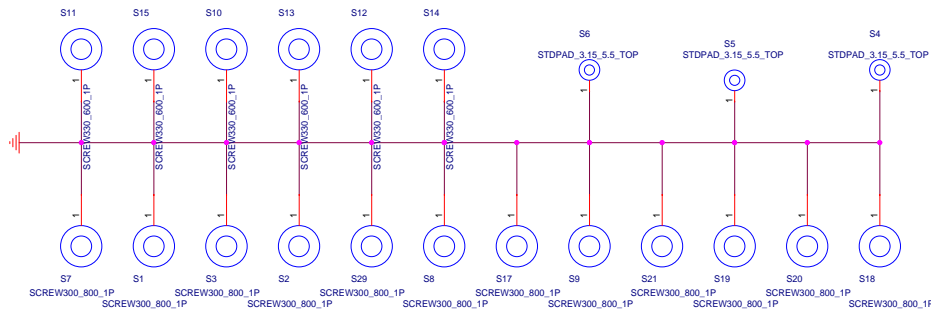 S11
S15
S10
S13
S12
S14
S6
STDPAD_3.15_5.5_TOP
S5
STDPAD_3.15_5.5_TOP
S4
STDPAD_3.15_5.5_TOP
1
1
1
1
1
1
1
1
1
SCREW330_600_1P
SCREW330_600_1P
SCREW330_600_1P
SCREW330_600_1P
SCREW330_600_1P
SCREW330_600_1P
1
1
1
1
1
1
1
1
1
1
1
1
S7
S1
S3
S2
S29
S8
S17
S9
S21
S19
S20
S18
SCREW300_800_1P
SCREW300_800_1P
SCREW300_800_1P
SCREW300_800_1P
SCREW300_800_1P
SCREW300_800_1P
SCREW300_800_1P
SCREW300_800_1P
SCREW300_800_1P
SCREW300_800_1P
SCREW300_800_1P
SCREW300_800_1P